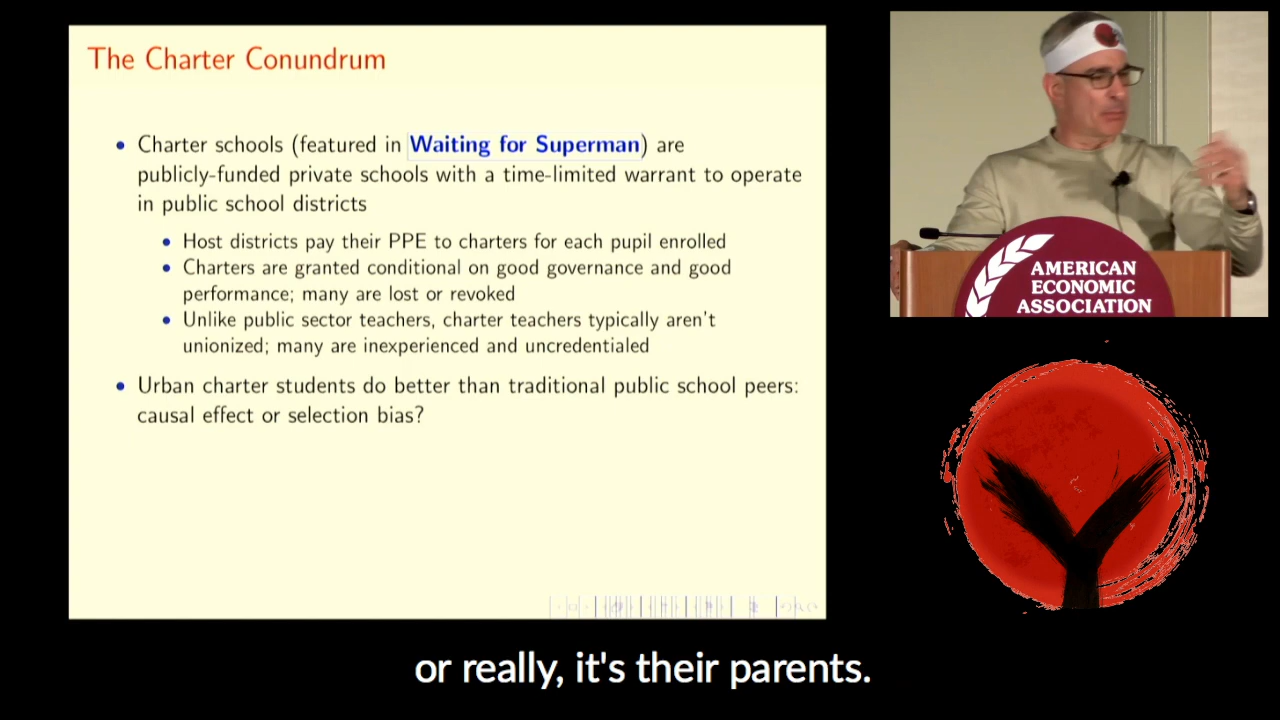 The Charter Conundrum
• Charter schools (featured in Waiting for Superman) are
publicly-funded private schools with a time-limited warrant to operate
in public school districts
• Host districts pay their PPE to charters for each pupil enrolled
• Charters are granted conditional on good governance and good
performance; many are lost or revoked
• Unlike public sector teachers, charter teachers typically aren't
unionized; many are inexperienced and uncredentialed
• Urban charter students do better than traditional public school peers:
causal effect or selection bias?
AMERICAN
ECONOMIC
ASSOCIATION
or really, it's their parents.